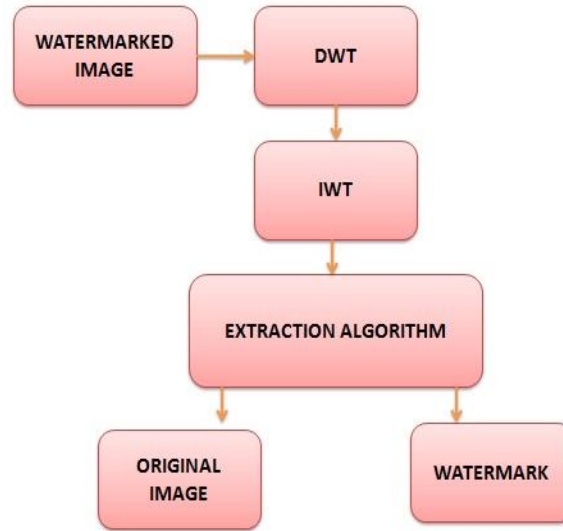 WATERMARKED
IMAGE
DWT
IWT
EXTRACTION ALGORITHM
ORIGINAL
IMAGE
WATERMARK